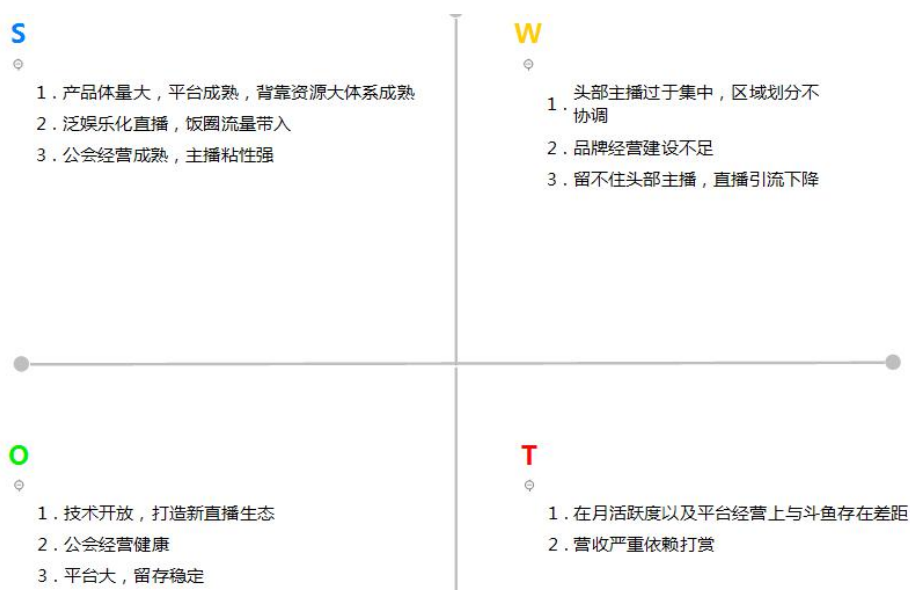 S
1．产品体量大，平台成熟，背靠资源大体系成熟
2．泛娱乐化直播，饭圈流量带入
3．公会经营成熟，主播粘性强
W
1．头部主播过于集中，区域划分不
协调
2．品牌经营建设不足
3．留不住头部主播，直播引流下降
O
1．技术开放，打造新直播生态
2．公会经营健康
3．平台大，留存稳定
T
1．在月活跃度以及平台经营上与斗鱼存在差距
2．营收严重依赖打赏